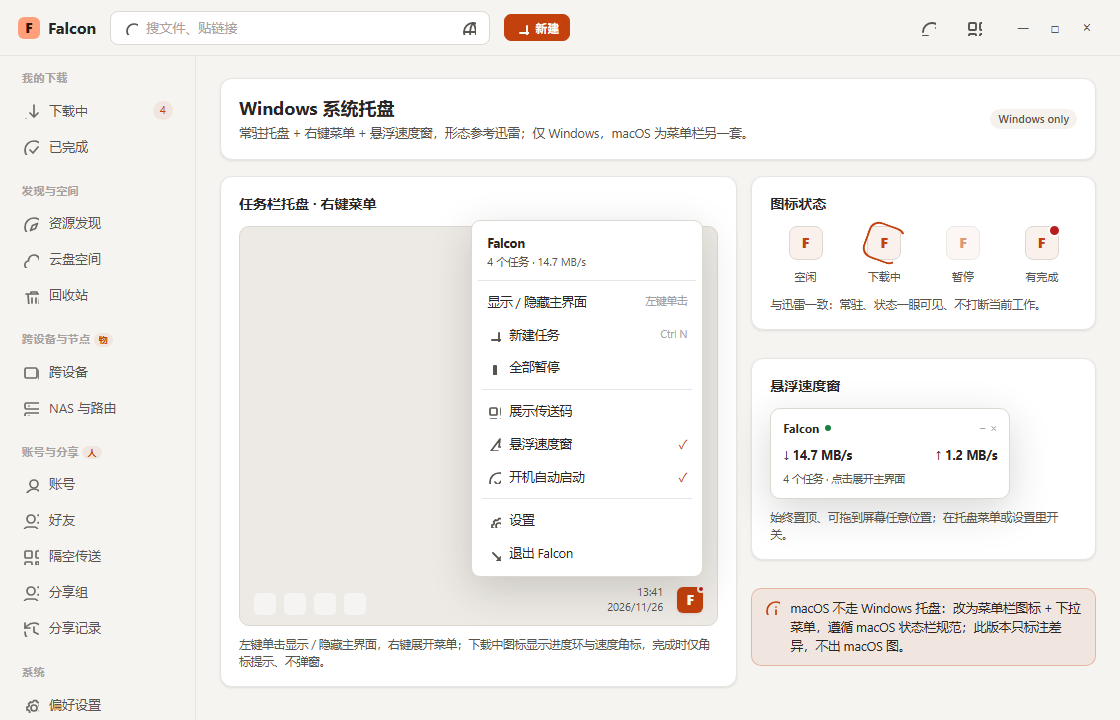 F Falcon
搜文件、贴链接
新建
我的下载
下载中 4
已完成
发现与空间
资源发现
云盘空间
回收站
跨设备与节点 物
跨设备
NAS 与路由
账号与分享 人
账号
好友
隔空传送
分享组
分享记录
系统
偏好设置
Windows 系统托盘
常驻托盘 + 右键菜单 + 悬浮速度窗，形态参考迅雷；仅 Windows，macOS 为菜单栏另一套。
Windows only
任务栏托盘 · 右键菜单
Falcon
4 个任务 · 14.7 MB/s
显示 / 隐藏主界面 左键单击
新建任务 Ctrl N
全部暂停
展示传送码
悬浮速度窗 ✓
开机自动启动 ✓
设置
退出 Falcon
13:41
2026/11/26
F
左键单击显示 / 隐藏主界面，右键展开菜单；下载中图标显示进度环与速度角标，完成时仅角
标提示、不弹窗。
图标状态
F F F F
空闲 下载中 暂停 有完成
与迅雷一致：常驻、状态一眼可见、不打断当前工作。
悬浮速度窗
Falcon
↓ 14.7 MB/s ↑ 1.2 MB/s
4 个任务 · 点击展开主界面
始终置顶、可拖到屏幕任意位置；在托盘菜单或设置里开
关。
macOS 不走 Windows 托盘：改为菜单栏图标 + 下拉
菜单，遵循 macOS 状态栏规范；此版本只标注差
异，不出 macOS 图。